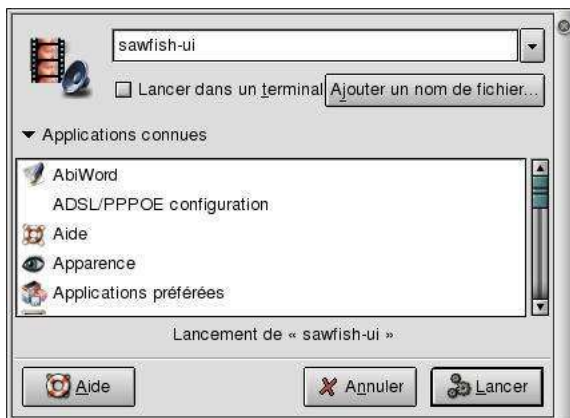 sawfish-ui
Lancer dans un terminal Ajouter un nom de fichier...
Applications connues
AbiWord
ADSL/PPPOE configuration
Aide
Apparence
Applications préférées
Lancement de « sawfish-ui »
Aide Annuler Lancer